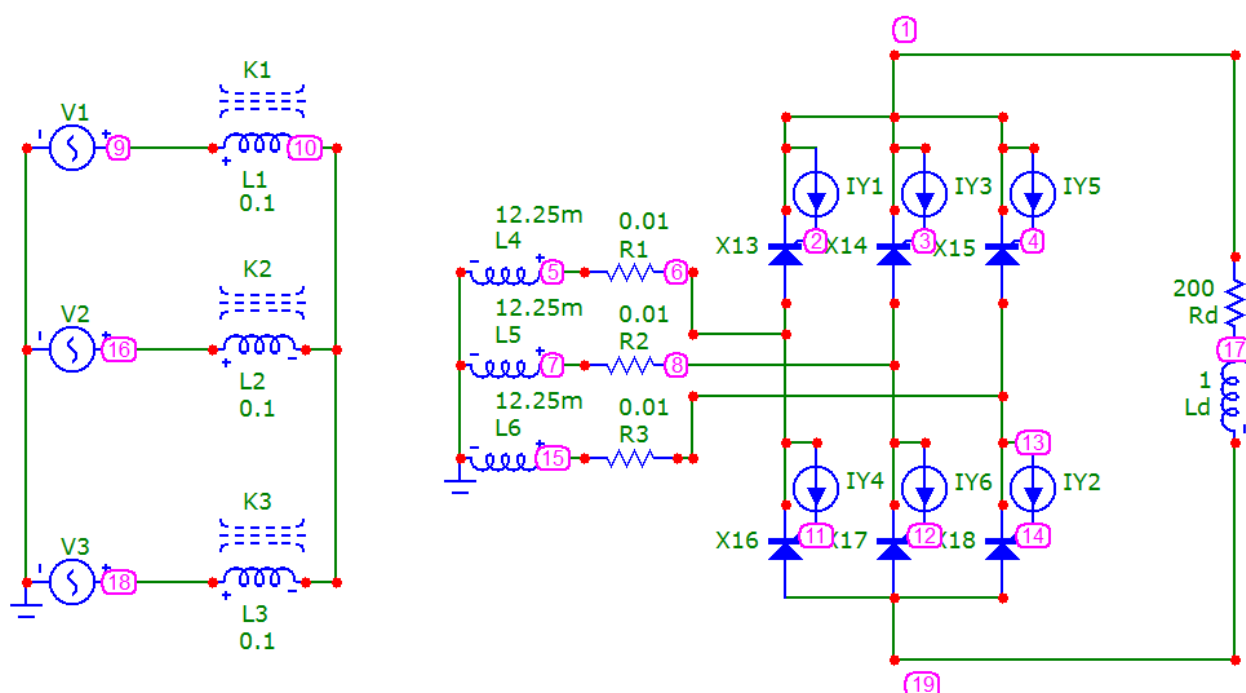 1
K1
V1
9
10
L1
0.1
IY1
IY3
IY5
12.25m
0.01
L4
R1
X13
2
X14
3
X15
4
5
6
K2
12.25m
0.01
V2
L5
R2
16
7
8
L2
0.1
12.25m
0.01
L6
R3
15
200
Rd
17
1
Ld
13
K3
IY4
IY6
IY2
V3
X16
11
X17
12
X18
14
18
L3
0.1
19
+
-